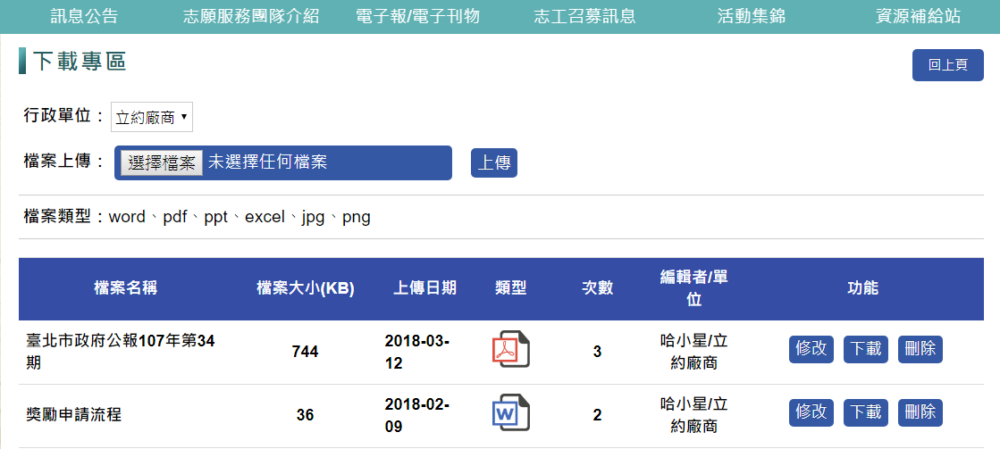 訊息公告 志願服務團隊介紹 電子報/電子刊物 志工召募訊息 活動集錦 資源補給站
下載專區
回上頁
行政單位： 立約廠商
檔案上傳： 選擇檔案 未選擇任何檔案 上傳
檔案類型：word、pdf、ppt、excel、jpg、png
檔案名稱 檔案大小(KB) 上傳日期 類型 次數 編輯者/單
位 功能
臺北市政府公報107年第34
期 744 2018-03-
12 3 哈小星/立
約廠商 修改 下載 刪除
獎勵申請流程 36 2018-02-
09 W 2 哈小星/立
約廠商 修改 下載 刪除